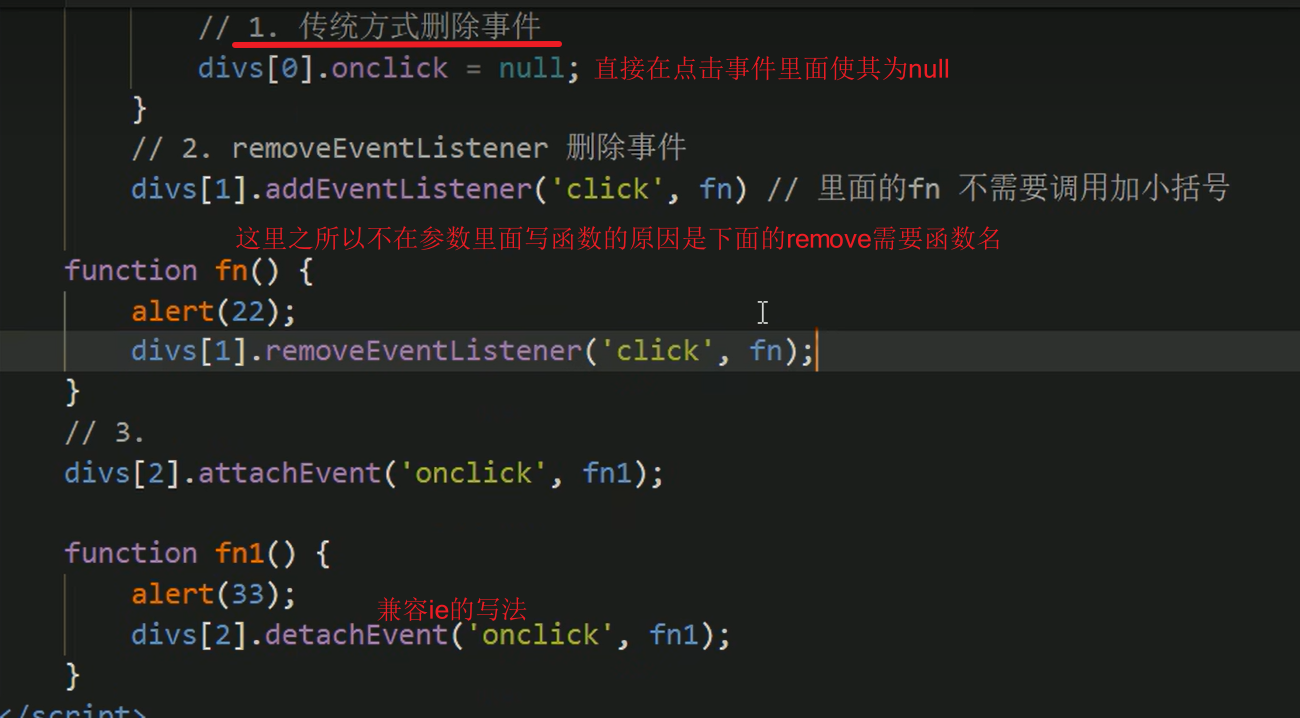 // 1. 传统方式删除事件
divs[0].onclick = null; 直接在点击事件里面使其为null
}
// 2. removeEventListener 删除事件
divs[1].addEventListener('click', fn) // 里面的fn 不需要调用加小括号
这里之所以不在参数里面写函数的原因是下面的remove需要函数名
function fn() {
alert(22);
divs[1].removeEventListener('click', fn);
}
// 3.
divs[2].attachEvent('onclick', fn1);
function fn1() {
alert(33);
兼容ie的写法
divs[2].detachEvent('onclick', fn1);
}
</script>